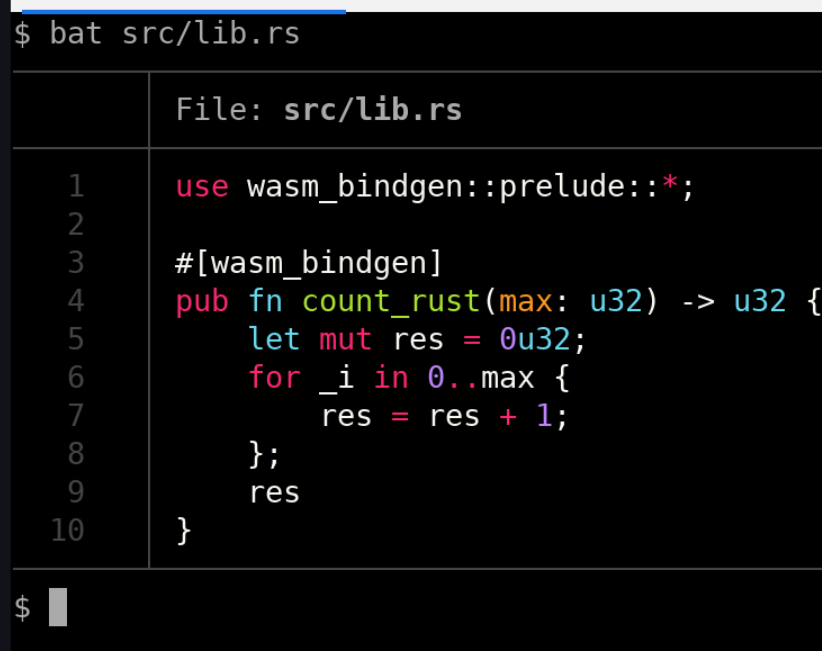 $ bat src/lib.rs
File: src/lib.rs
1 use wasm_bindgen::prelude::*;
2
3 #[wasm_bindgen]
4 pub fn count_rust(max: u32) -> u32 {
5     let mut res = 0u32;
6     for _i in 0..max {
7         res = res + 1;
8     };
9     res
10 }
$